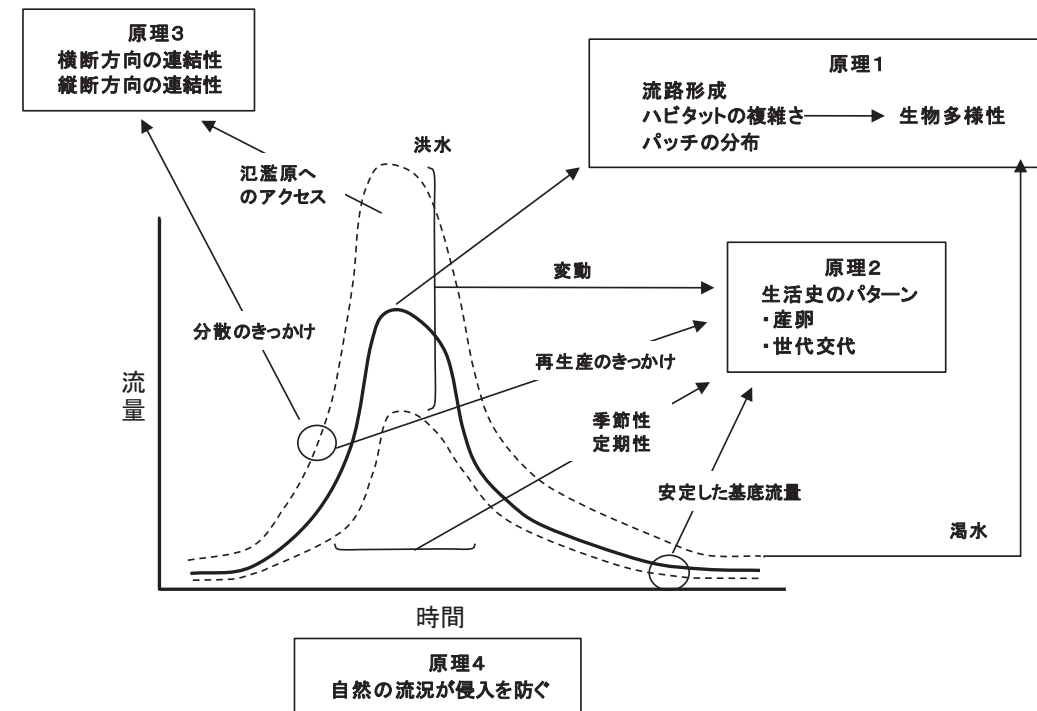 原理3
横断方向の連結性
縦断方向の連結性
原理1
流路形成
ハビタットの複雑さ
生物多様性
パッチの分布
洪水
氾濫原へ
のアクセス
変動
原理2
生活史のパターン
・産卵
・世代交代
分散のきっかけ
再生産のきっかけ
流量
季節性
定期性
安定した基底流量
渇水
時間
原理4
自然の流況が侵入を防ぐ